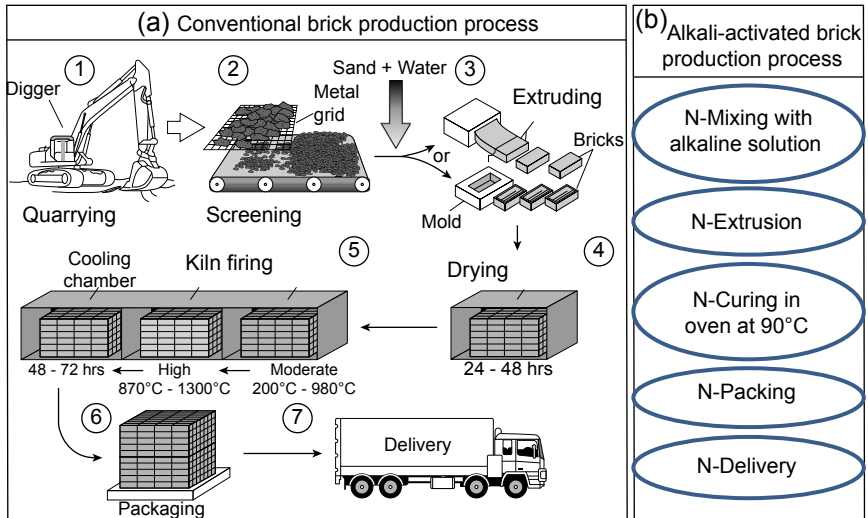 (a) Conventional brick production process
1
Digger
Quarrying
2
Metal
grid
Screening
Sand + Water
3
Extruding
Bricks
or
Mold
4
Drying
24 - 48 hrs
5
Kiln firing
Cooling
chamber
48 - 72 hrs
High
870°C - 1300°C
Moderate
200°C - 980°C
6
Packaging
7
Delivery
(b) Alkali-activated brick
production process
N-Mixing with
alkaline solution
N-Extrusion
N-Curing in
oven at 90°C
N-Packing
N-Delivery